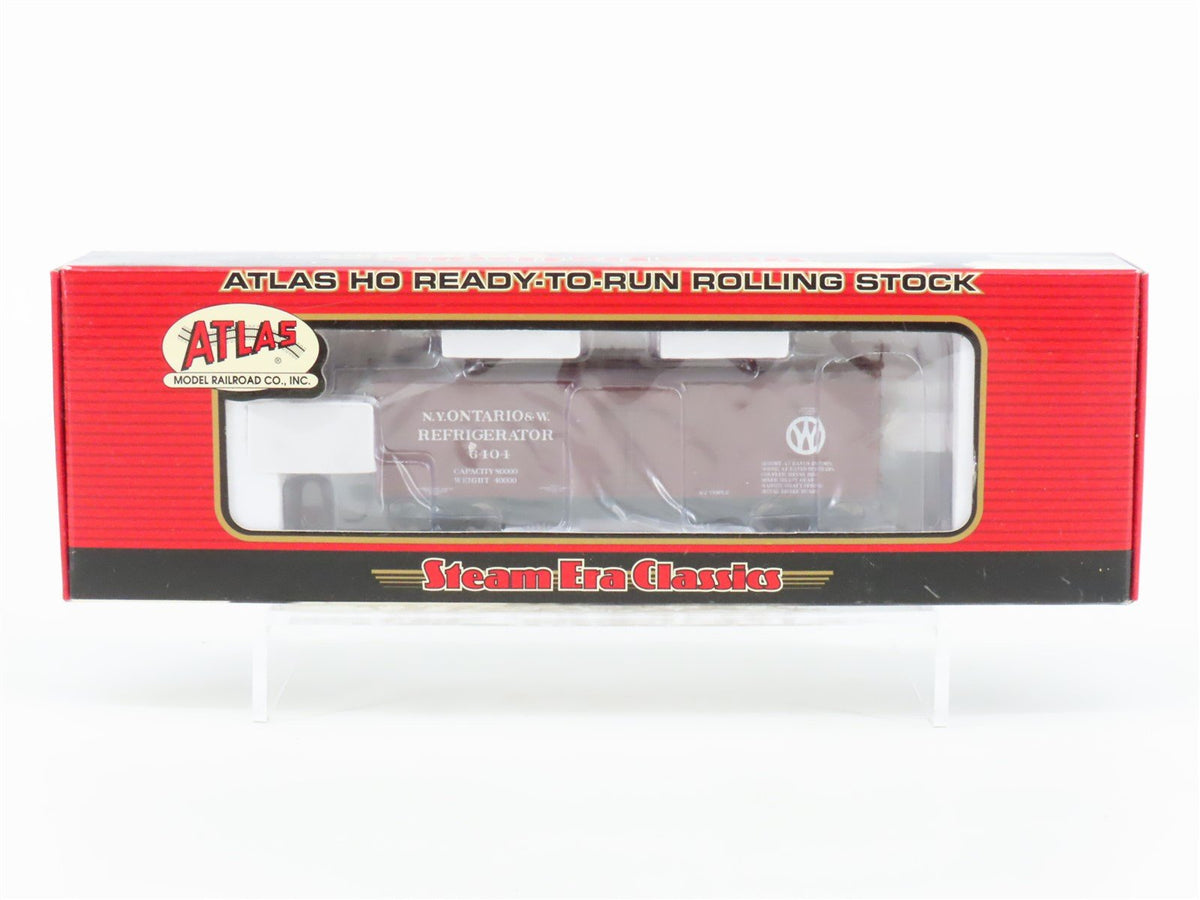 ATLAS HO READY-TO-RUN ROLLING STOCK
ATLAS®
MODEL RAILROAD CO., INC.
N.Y. ONTARIO & W.
REFRIGERATOR
6404
CAPACITY 80000
WEIGHT 40000
W
Steam Era Classics